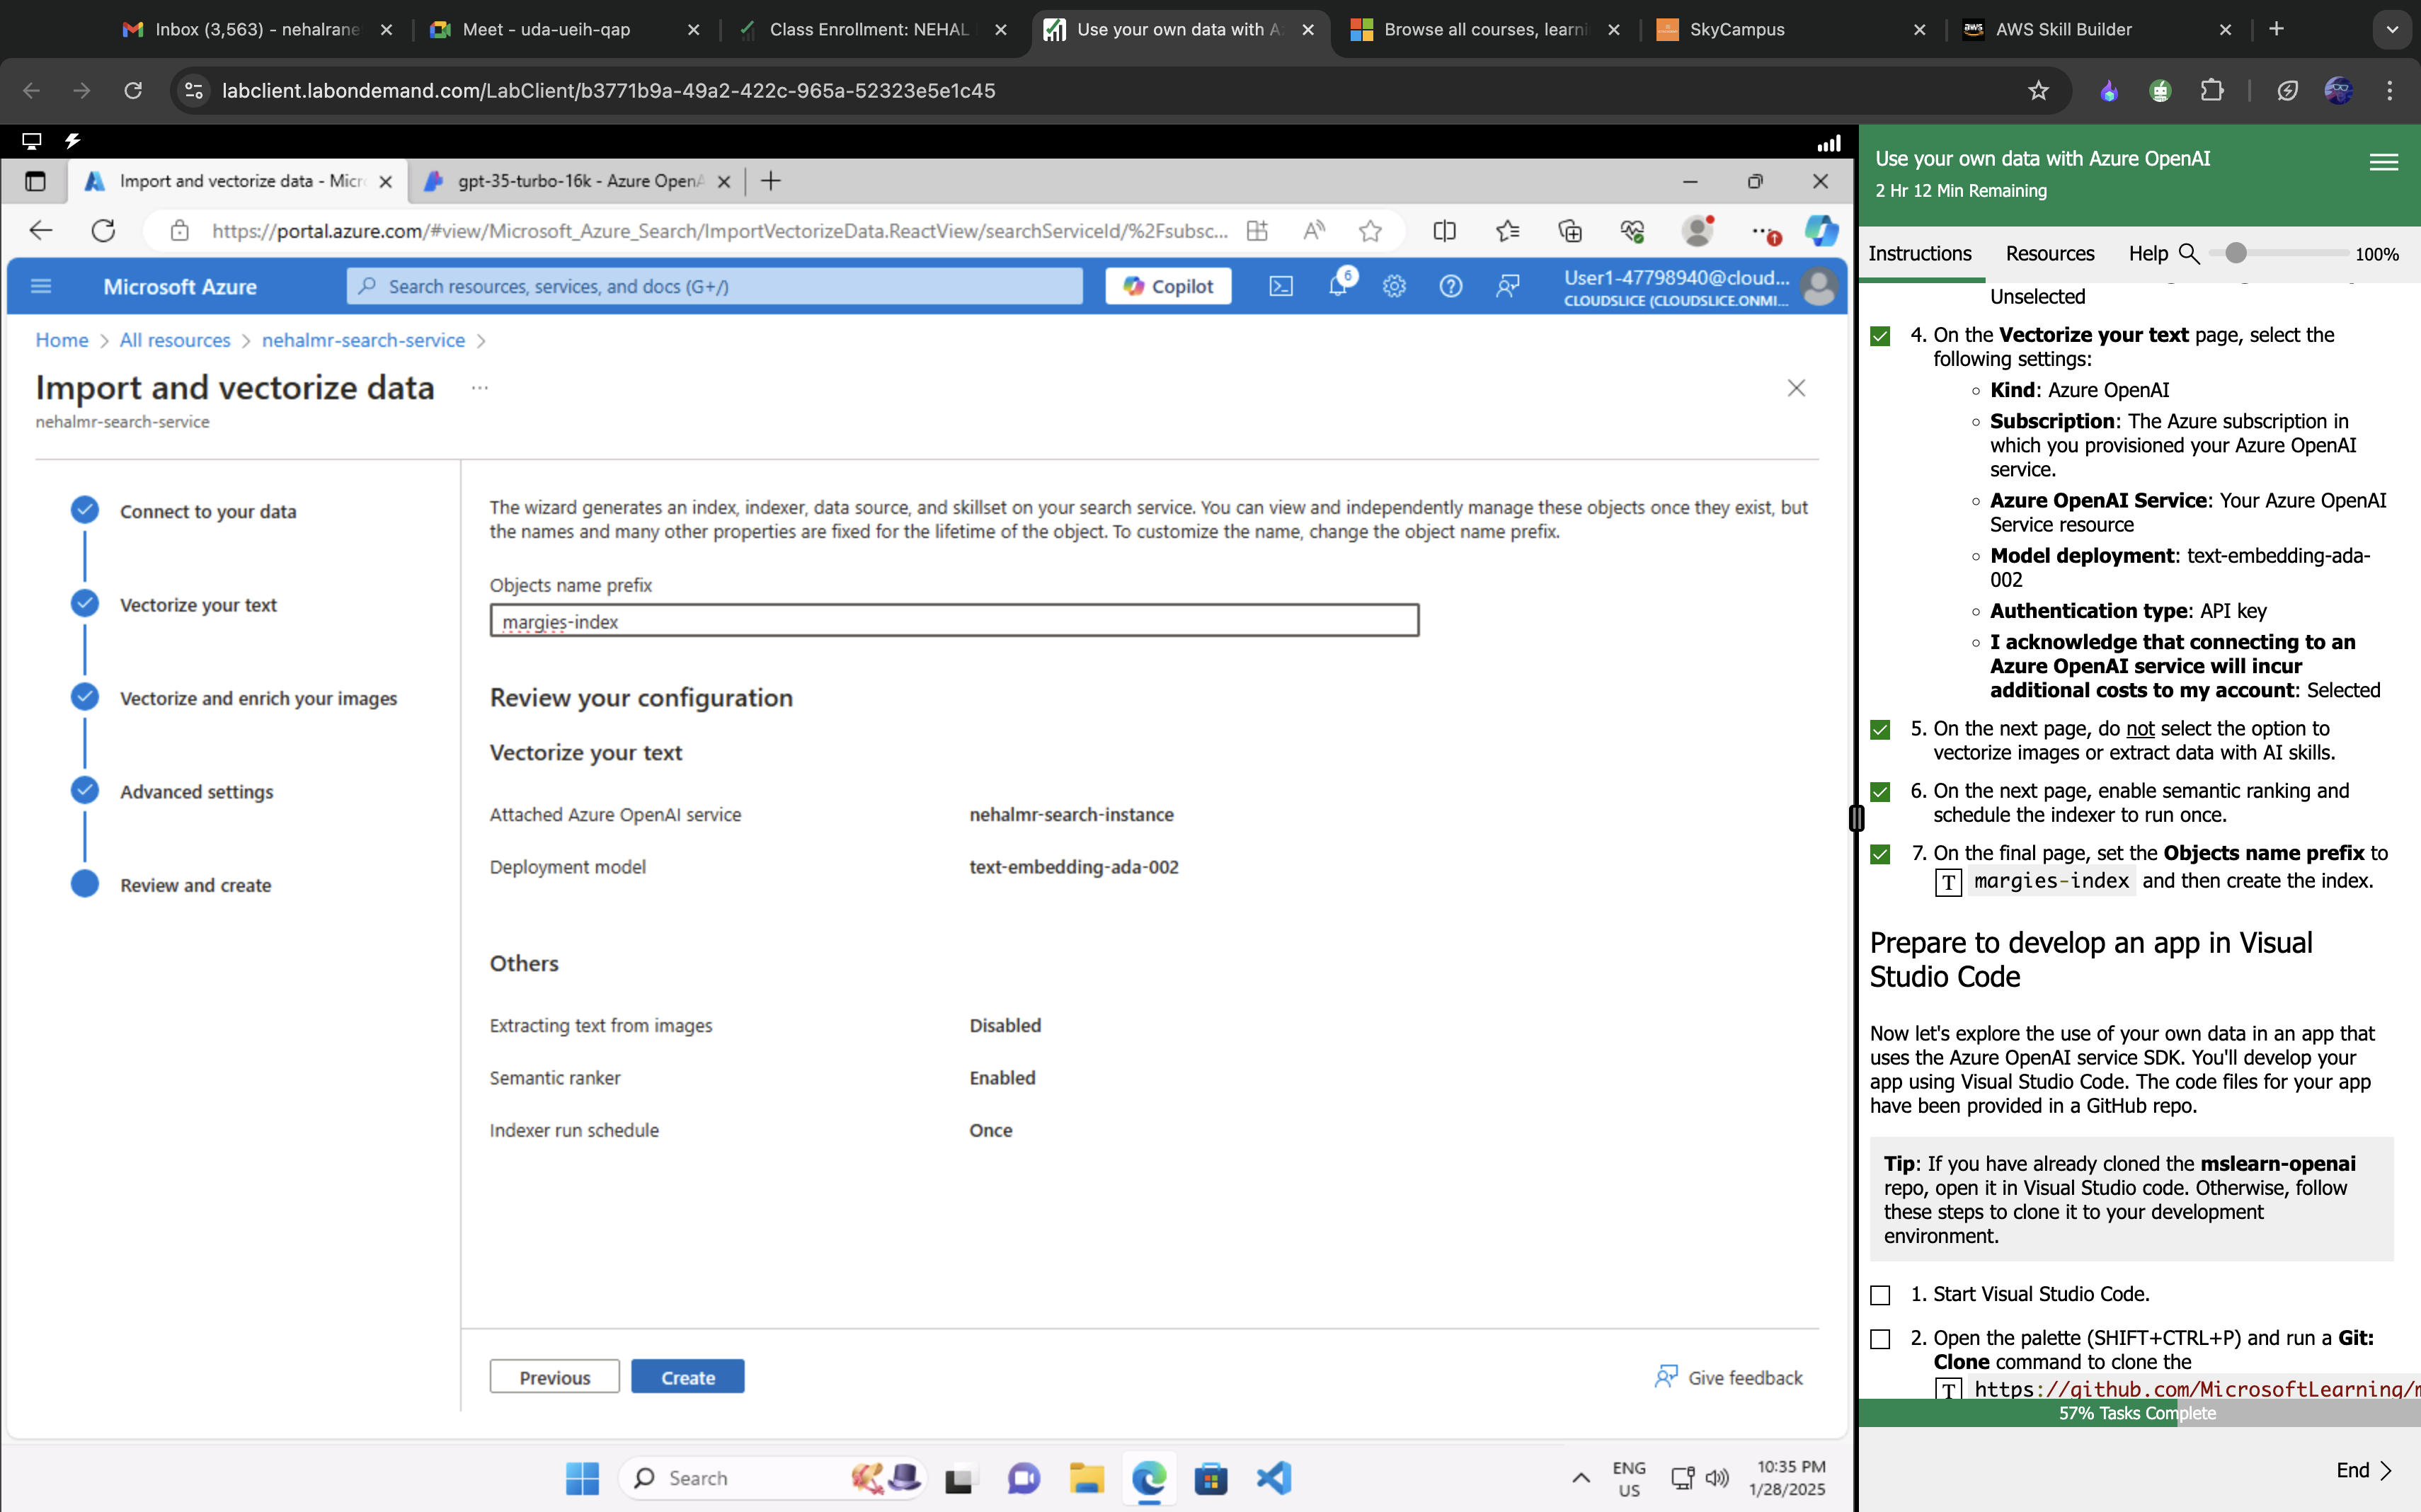 Inbox (3,563) - nehalrane
Meet - uda-ueih-qap
Class Enrollment: NEHAL
Use your own data with A
Browse all courses, learni
SkyCampus
aws
AWS Skill Builder
labclient.labondemand.com/LabClient/b3771b9a-49a2-422c-965a-52323e5e1c45
Import and vectorize data - Micr
gpt-35-turbo-16k - Azure OpenA
https://portal.azure.com/#view/Microsoft_Azure_Search/ImportVectorizeData.ReactView/searchServiceId/%2Fsubsc...
Microsoft Azure
Search resources, services, and docs (G+/)
Copilot
6
User1-47798940@cloud...
CLOUDSLICE (CLOUDSLICE.ONMI...
Home > All resources > nehalmr-search-service >
Import and vectorize data ...
nehalmr-search-service
Connect to your data
Vectorize your text
Vectorize and enrich your images
Advanced settings
Review and create
The wizard generates an index, indexer, data source, and skillset on your search service. You can view and independently manage these objects once they exist, but
the names and many other properties are fixed for the lifetime of the object. To customize the name, change the object name prefix.
Objects name prefix
margies-index
Review your configuration
Vectorize your text
Attached Azure OpenAI service nehalmr-search-instance
Deployment model text-embedding-ada-002
Others
Extracting text from images Disabled
Semantic ranker Enabled
Indexer run schedule Once
Previous
Create
Give feedback
Search
ENG
US
10:35 PM
1/28/2025
Use your own data with Azure OpenAI
2 Hr 12 Min Remaining
Instructions Resources Help 100%
Unselected
4. On the Vectorize your text page, select the
following settings:
◦ Kind: Azure OpenAI
◦ Subscription: The Azure subscription in
which you provisioned your Azure OpenAI
service.
◦ Azure OpenAI Service: Your Azure OpenAI
Service resource
◦ Model deployment: text-embedding-ada-
002
◦ Authentication type: API key
◦ I acknowledge that connecting to an
Azure OpenAI service will incur
additional costs to my account: Selected
5. On the next page, do not select the option to
vectorize images or extract data with AI skills.
6. On the next page, enable semantic ranking and
schedule the indexer to run once.
7. On the final page, set the Objects name prefix to
T margies-index and then create the index.
Prepare to develop an app in Visual
Studio Code
Now let's explore the use of your own data in an app that
uses the Azure OpenAI service SDK. You'll develop your
app using Visual Studio Code. The code files for your app
have been provided in a GitHub repo.
Tip: If you have already cloned the mslearn-openai
repo, open it in Visual Studio code. Otherwise, follow
these steps to clone it to your development
environment.
1. Start Visual Studio Code.
2. Open the palette (SHIFT+CTRL+P) and run a Git:
Clone command to clone the
T https://github.com/MicrosoftLearning/m
57% Tasks Complete
End >